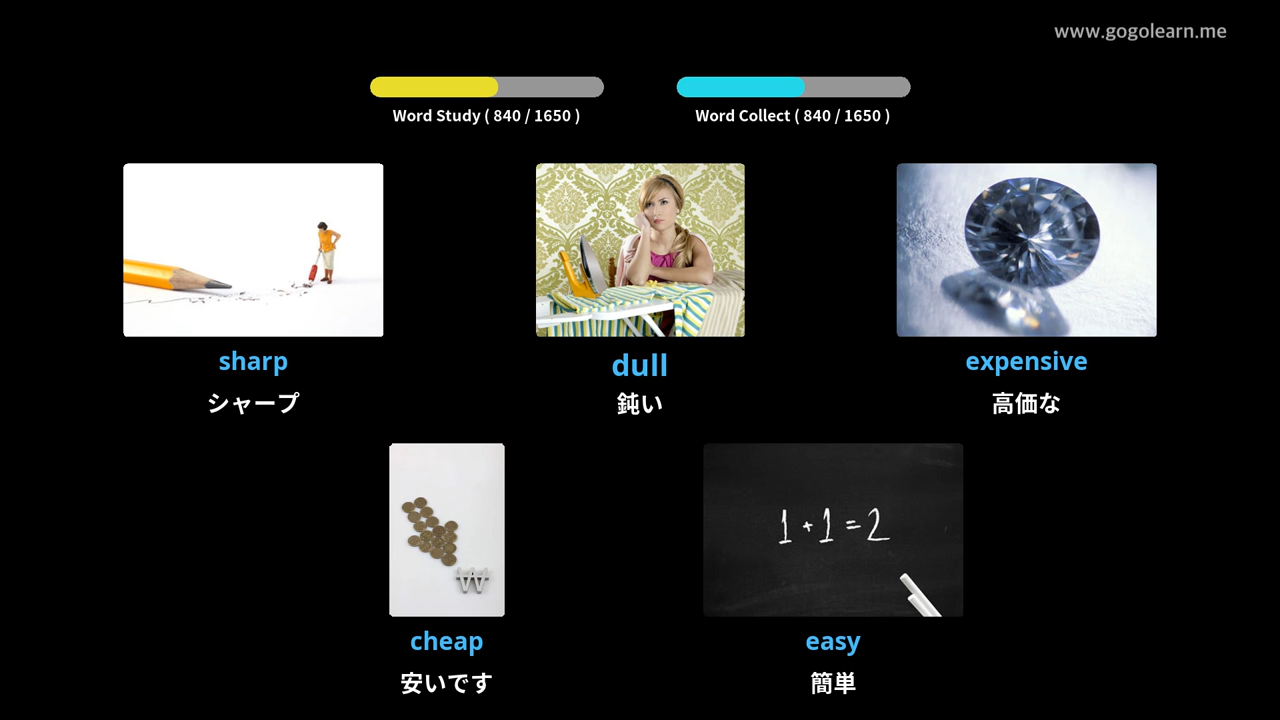 www.gogolearn.me
Word Study ( 840 / 1650 )
Word Collect ( 840 / 1650 )
sharp
シャープ
dull
鈍い
expensive
高価な
₩
cheap
安いです
1+1=2
easy
簡単